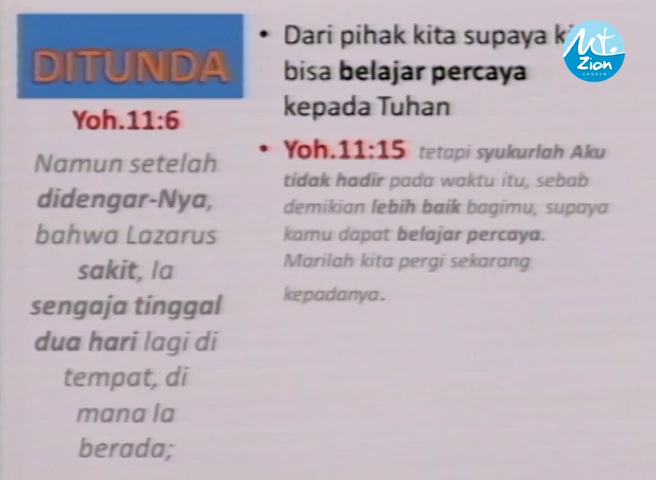 DITUNDA
Yoh.11:6
Namun setelah
didengar-Nya,
bahwa Lazarus
sakit, Ia
sengaja tinggal
dua hari lagi di
tempat, di
mana Ia
berada;
• Dari pihak kita supaya
bisa belajar percaya
kepada Tuhan
• Yoh.11:15 tetapi syukurlah Aku
tidak hadir pada waktu itu, sebab
demikian lebih baik bagimu, supaya
kamu dapat belajar percaya.
Marilah kita pergi sekarang
kepadanya.
Mt.
Zion
CHURCH